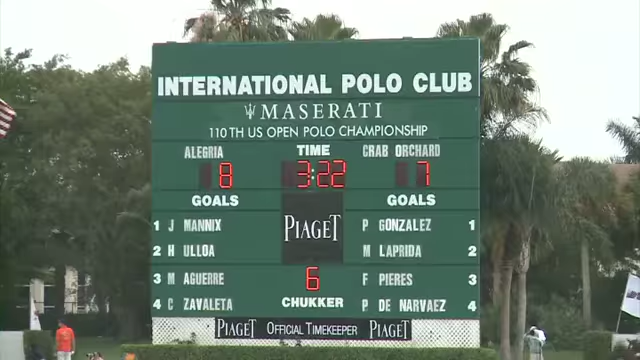 INTERNATIONAL POLO CLUB
MASERATI
110 TH US OPEN POLO CHAMPIONSHIP
ALEGRIA TIME CRAB ORCHARD
8 3:22 7
GOALS GOALS
PIAGET
1 J MANNIX P GONZALEZ 1
2 H ULLOA M LAPRIDA 2
3 M AGUERRE 6 F PIERES 3
4 C ZAVALETA CHUKKER P DE NARVAEZ 4
PIAGET OFFICIAL TIMEKEEPER PIAGET